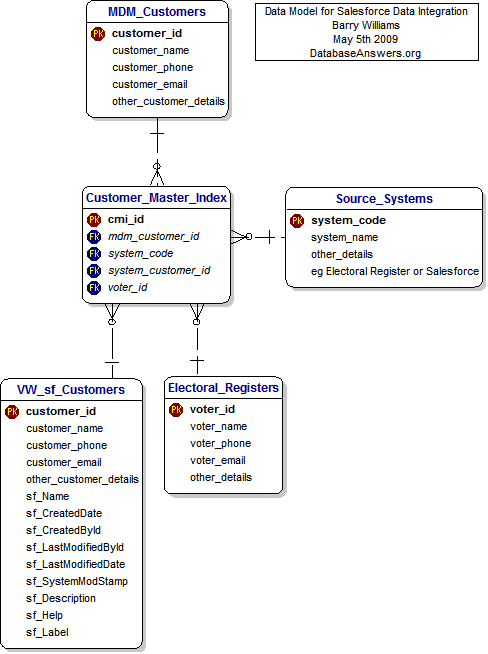 MDM_Customers
PK customer_id
customer_name
customer_phone
customer_email
other_customer_details
Data Model for Salesforce Data Integration
Barry Williams
May 5th 2009
DatabaseAnswers.org
Customer_Master_Index
PK cmi_id
FK mdm_customer_id
FK system_code
FK system_customer_id
FK voter_id
Source_Systems
PK system_code
system_name
other_details
eg Electoral Register or Salesforce
VW_sf_Customers
PK customer_id
customer_name
customer_phone
customer_email
other_customer_details
sf_Name
sf_CreatedDate
sf_CreatedById
sf_LastModifiedById
sf_LastModifiedDate
sf_SystemModStamp
sf_Description
sf_Help
sf_Label
Electoral_Registers
PK voter_id
voter_name
voter_phone
voter_email
other_details